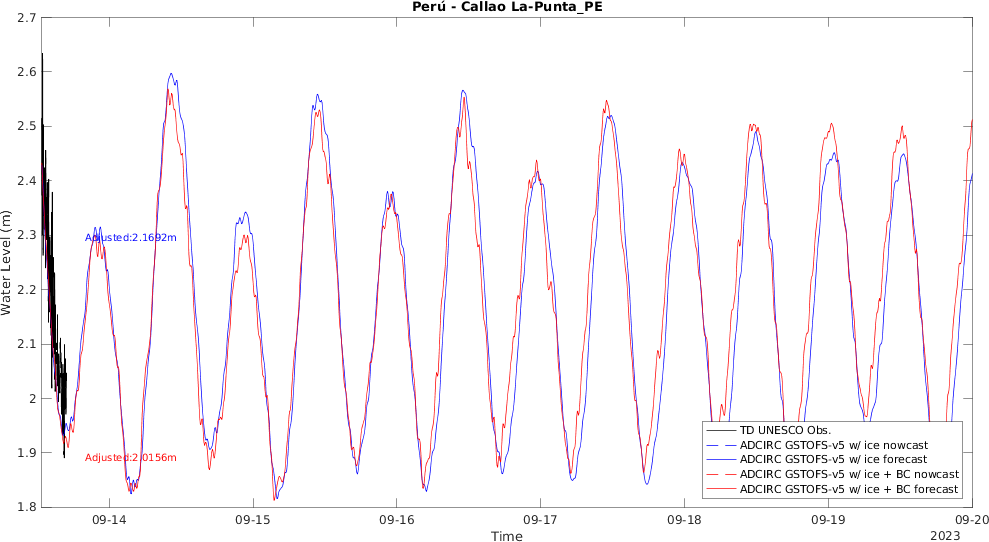 Perú - Callao La-Punta_PE
2.7
2.6
2.5
2.4
2.3
2.2
2.1
2
1.9
1.8
Water Level (m)
Adjusted:2.1692m
Adjusted:2.0156m
TD UNESCO Obs.
ADCIRC GSTOFS-v5 w/ ice nowcast
ADCIRC GSTOFS-v5 w/ ice forecast
ADCIRC GSTOFS-v5 w/ ice + BC nowcast
ADCIRC GSTOFS-v5 w/ ice + BC forecast
09-14 09-15 09-16 09-17 09-18 09-19 09-20
Time
2023